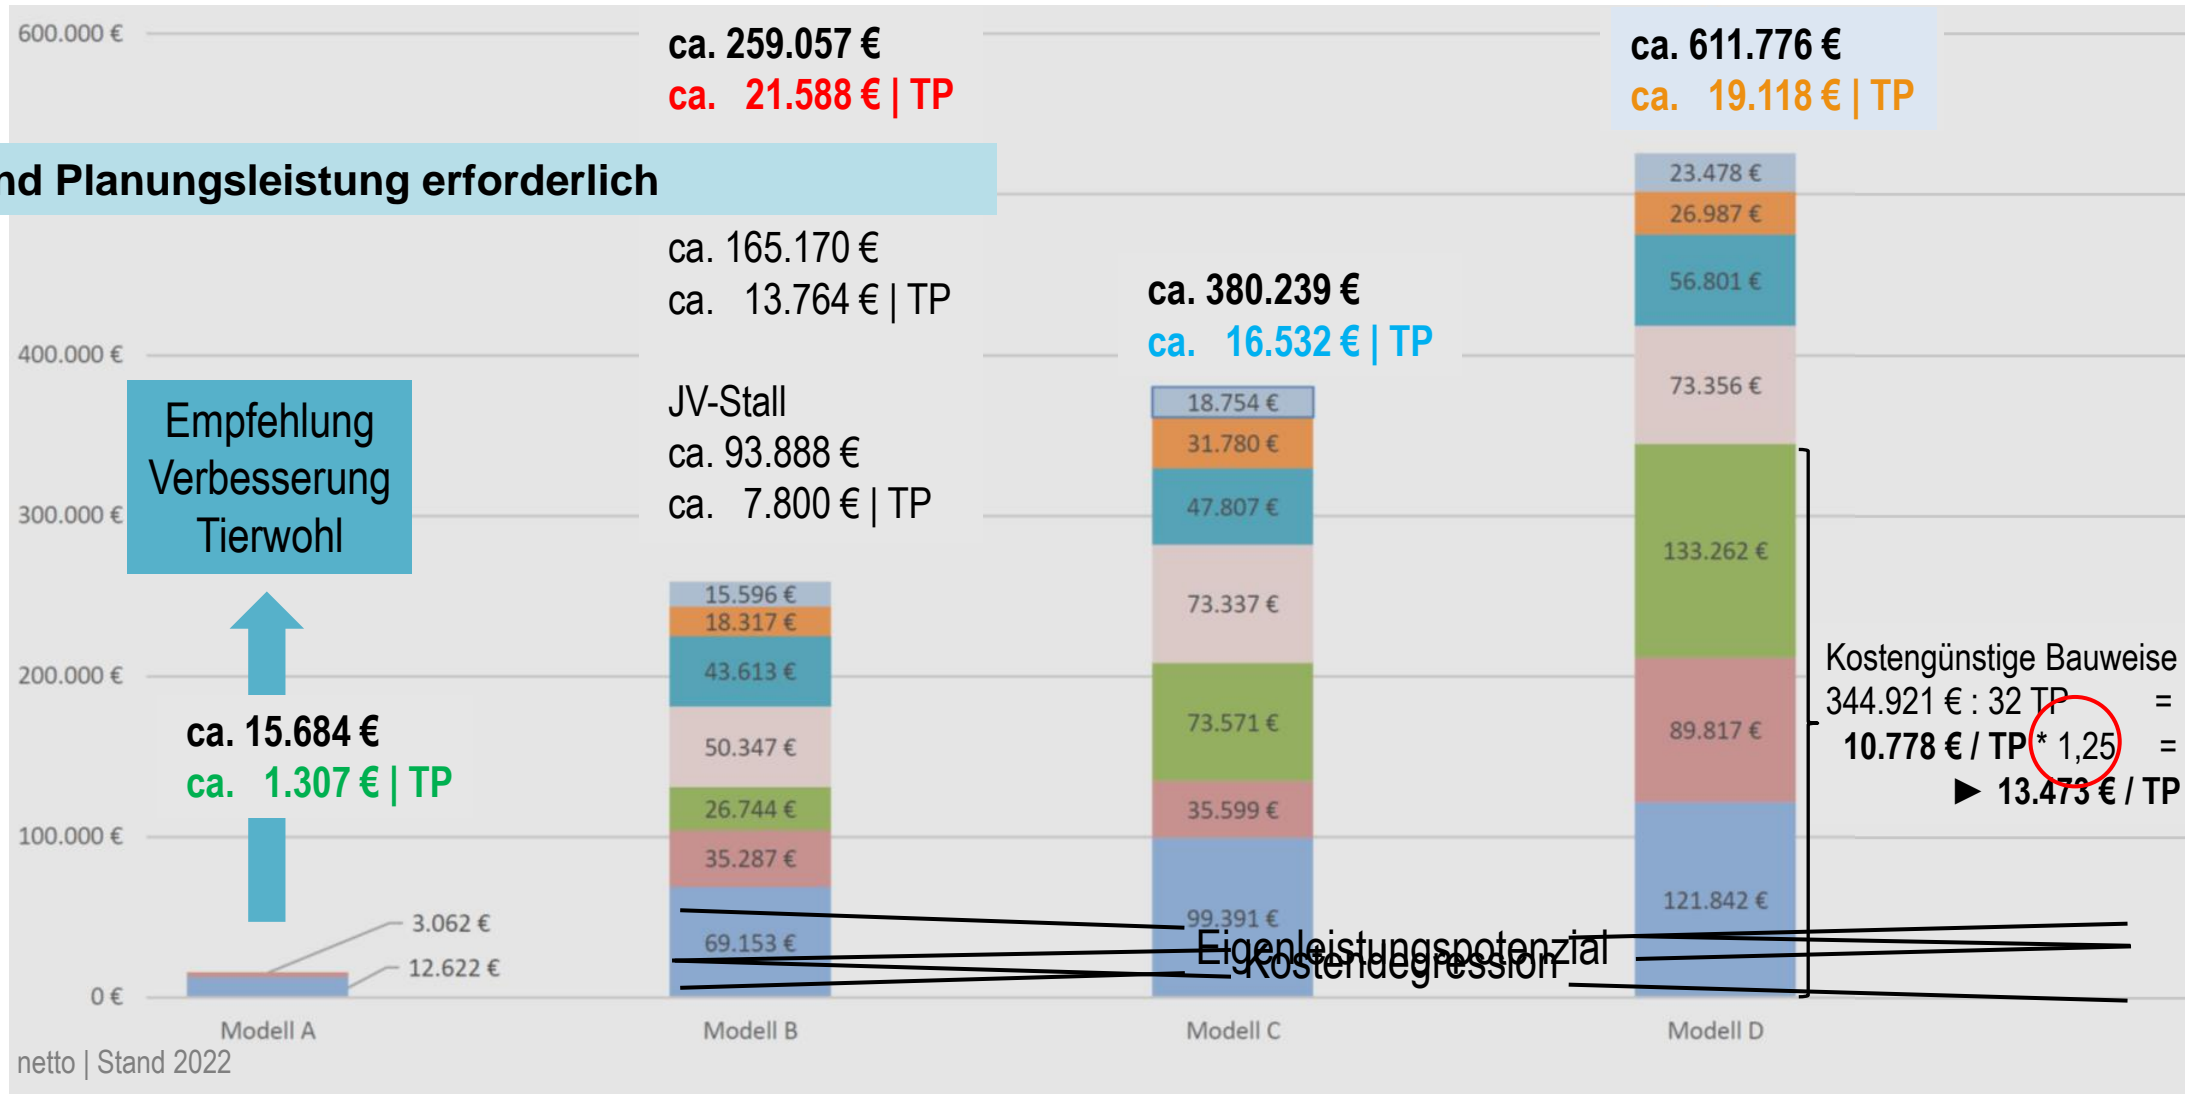 600.000 €
ca. 259.057 €
ca. 21.588 € | TP
ca. 611.776 €
ca. 19.118 € | TP
nd Planungsleistung erforderlich
ca. 165.170 €
ca. 13.764 € | TP
JV-Stall
ca. 93.888 €
ca. 7.800 € | TP
ca. 380.239 €
ca. 16.532 € | TP
400.000 €
300.000 €
200.000 €
100.000 €
0 €
Empfehlung
Verbesserung
Tierwohl
ca. 15.684 €
ca. 1.307 € | TP
3.062 €
12.622 €
15.596 €
18.317 €
43.613 €
50.347 €
26.744 €
35.287 €
69.153 €
18.754 €
31.780 €
47.807 €
73.337 €
73.571 €
35.599 €
99.391 €
23.478 €
26.987 €
56.801 €
73.356 €
133.262 €
89.817 €
121.842 €
Kostengünstige Bauweise
344.921 € : 32 TP =
10.778 € / TP * 1,25 =
► 13.473 € / TP
Eigenleistungspotenzial
Kostendegression
Modell A
Modell B
Modell C
Modell D
netto | Stand 2022